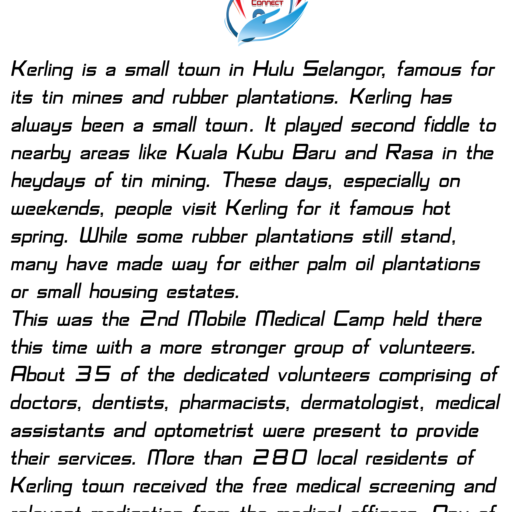 Connect
Kerling is a small town in Hulu Selangor, famous for
its tin mines and rubber plantations. Kerling has
always been a small town. It played second fiddle to
nearby areas like Kuala Kubu Baru and Rasa in the
heydays of tin mining. These days, especially on
weekends, people visit Kerling for it famous hot
spring. While some rubber plantations still stand,
many have made way for either palm oil plantations
or small housing estates.
This was the 2nd Mobile Medical Camp held there
this time with a more stronger group of volunteers.
About 35 of the dedicated volunteers comprising of
doctors, dentists, pharmacists, dermatologist, medical
assistants and optometrist were present to provide
their services. More than 280 local residents of
Kerling town received the free medical screening and
relevant medication from the medical officers.